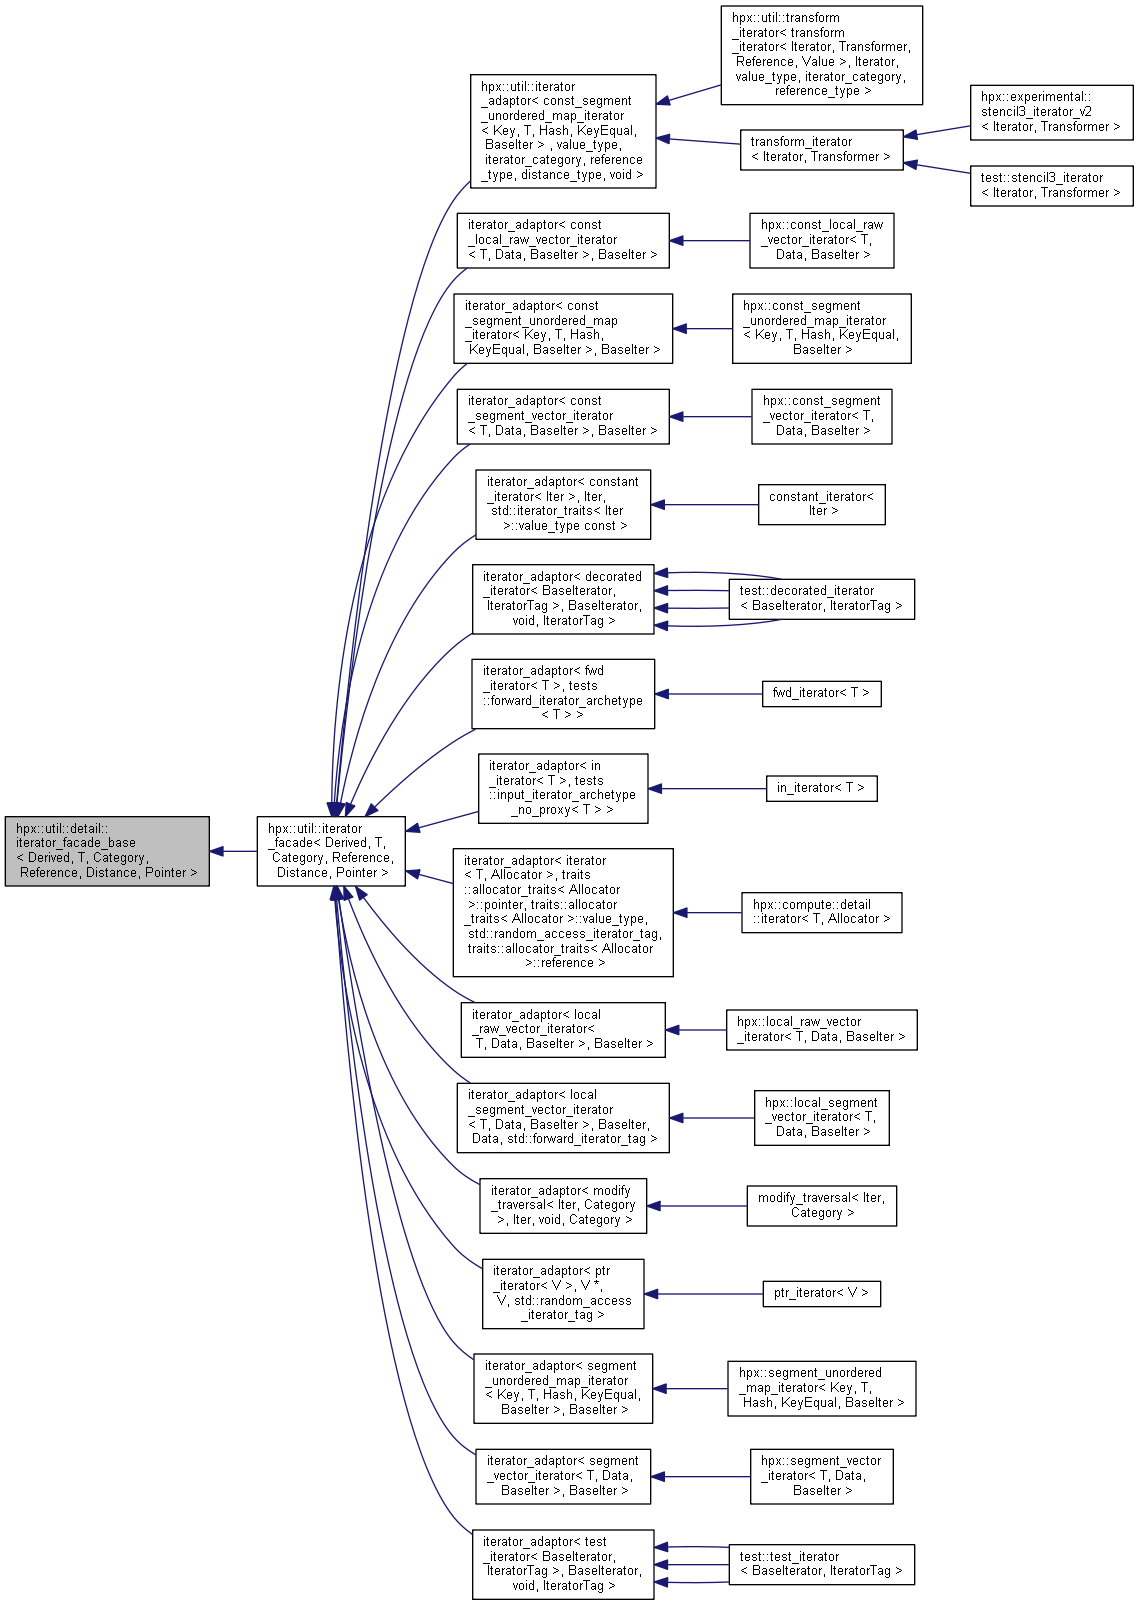 hpx::util::transform
_iterator< transform
_iterator< Iterator, Transformer,
Reference, Value >, Iterator,
value_type, iterator_category,
reference_type >
hpx::util::iterator
_adaptor< const_segment
_unordered_map_iterator
< Key, T, Hash, KeyEqual,
BaseIter > , value_type,
iterator_category, reference
_type, distance_type, void >
transform_iterator
< Iterator, Transformer >
hpx::experimental::
stencil3_iterator_v2
< Iterator, Transformer >
test::stencil3_iterator
< Iterator, Transformer >
iterator_adaptor< const
_local_raw_vector_iterator
< T, Data, BaseIter >, BaseIter >
hpx::const_local_raw
_vector_iterator< T,
Data, BaseIter >
iterator_adaptor< const
_segment_unordered_map
_iterator< Key, T, Hash,
KeyEqual, BaseIter >, BaseIter >
hpx::const_segment
_unordered_map_iterator
< Key, T, Hash, KeyEqual,
BaseIter >
iterator_adaptor< const
_segment_vector_iterator
< T, Data, BaseIter >, BaseIter >
hpx::const_segment
_vector_iterator< T,
Data, BaseIter >
iterator_adaptor< constant
_iterator< Iter >, Iter,
std::iterator_traits< Iter
>::value_type const >
constant_iterator<
Iter >
iterator_adaptor< decorated
_iterator< BaseIterator,
IteratorTag >, BaseIterator,
void, IteratorTag >
test::decorated_iterator
< BaseIterator, IteratorTag >
iterator_adaptor< fwd
_iterator< T >, tests
::forward_iterator_archetype
< T > >
fwd_iterator< T >
iterator_adaptor< in
_iterator< T >, tests
::input_iterator_archetype
_no_proxy< T > >
in_iterator< T >
hpx::util::detail::
iterator_facade_base
< Derived, T, Category,
Reference, Distance, Pointer >
hpx::util::iterator
_facade< Derived, T,
Category, Reference,
Distance, Pointer >
iterator_adaptor< iterator
< T, Allocator >, traits
::allocator_traits< Allocator
>::pointer, traits::allocator
_traits< Allocator >::value_type,
std::random_access_iterator_tag,
traits::allocator_traits< Allocator
>::reference >
hpx::compute::detail
::iterator< T, Allocator >
iterator_adaptor< local
_raw_vector_iterator<
T, Data, BaseIter >, BaseIter >
hpx::local_raw_vector
_iterator< T, Data, BaseIter >
iterator_adaptor< local
_segment_vector_iterator
< T, Data, BaseIter >, BaseIter,
Data, std::forward_iterator_tag >
hpx::local_segment
_vector_iterator< T,
Data, BaseIter >
iterator_adaptor< modify
_traversal< Iter, Category
>, Iter, void, Category >
modify_traversal< Iter,
Category >
iterator_adaptor< ptr
_iterator< V >, V *,
V, std::random_access
_iterator_tag >
ptr_iterator< V >
iterator_adaptor< segment
_unordered_map_iterator
< Key, T, Hash, KeyEqual,
BaseIter >, BaseIter >
hpx::segment_unordered
_map_iterator< Key, T,
Hash, KeyEqual, BaseIter >
iterator_adaptor< segment
_vector_iterator< T, Data,
BaseIter >, BaseIter >
hpx::segment_vector
_iterator< T, Data,
BaseIter >
iterator_adaptor< test
_iterator< BaseIterator,
IteratorTag >, BaseIterator,
void, IteratorTag >
test::test_iterator
< BaseIterator, IteratorTag >